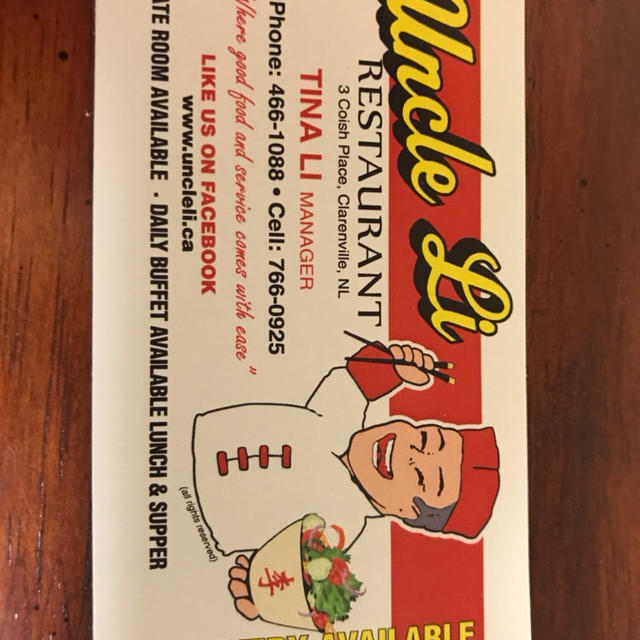 Uncle Li
RESTAURANT
3 Coish Place, Clarenville, NL
TINA LI MANAGER
Phone: 466-1088 • Cell: 766-0925
Where good food and service comes with ease"
LIKE US ON FACEBOOK
www.uncleli.ca
ROOM AVAILABLE · DAILY BUFFET AVAILABLE LUNCH & SUPPER
(all rights reserved)
李
AVAILABLE